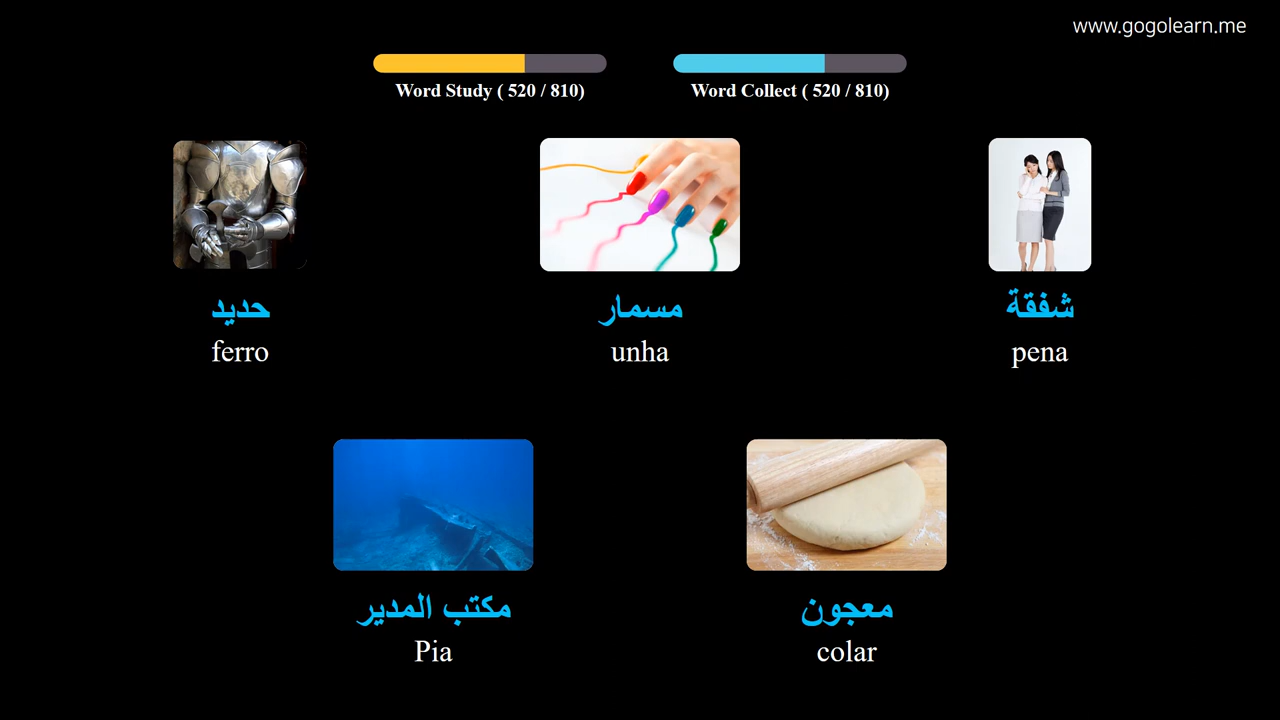 www.gogolearn.me
Word Study ( 520 / 810)
Word Collect ( 520 / 810)
حديد
ferro
مسمار
unha
شفقة
pena
مكتب المدير
Pia
معجون
colar